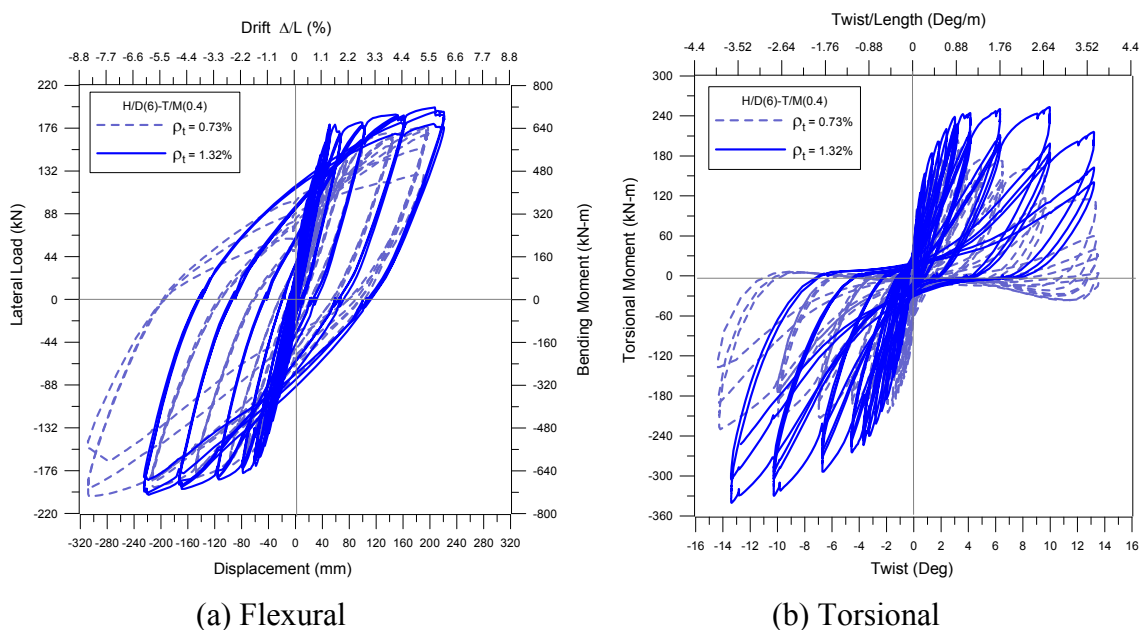 Drift Δ/L (%)
-8.8 -7.7 -6.6 -5.5 -4.4 -3.3 -2.2 -1.1 0 1.1 2.2 3.3 4.4 5.5 6.6 7.7 8.8
220
176
132
88
44
0
-44
-88
-132
-176
-220
Lateral Load (kN)
H/D(6)-T/M(0.4)
ρt = 0.73%
ρt = 1.32%
800
640
480
320
160
0
-160
-320
-480
-640
-800
Bending Moment (kN-m)
-320 -280 -240 -200 -160 -120 -80 -40 0 40 80 120 160 200 240 280 320
Displacement (mm)
(a) Flexural
Twist/Length (Deg/m)
-4.4 -3.52 -2.64 -1.76 -0.88 0 0.88 1.76 2.64 3.52 4.4
300
240
180
120
60
0
-60
-120
-180
-240
-300
-360
Torsional Moment (kN-m)
H/D(6)-T/M(0.4)
ρt = 0.73%
ρt = 1.32%
-16 -14 -12 -10 -8 -6 -4 -2 0 2 4 6 8 10 12 14 16
Twist (Deg)
(b) Torsional